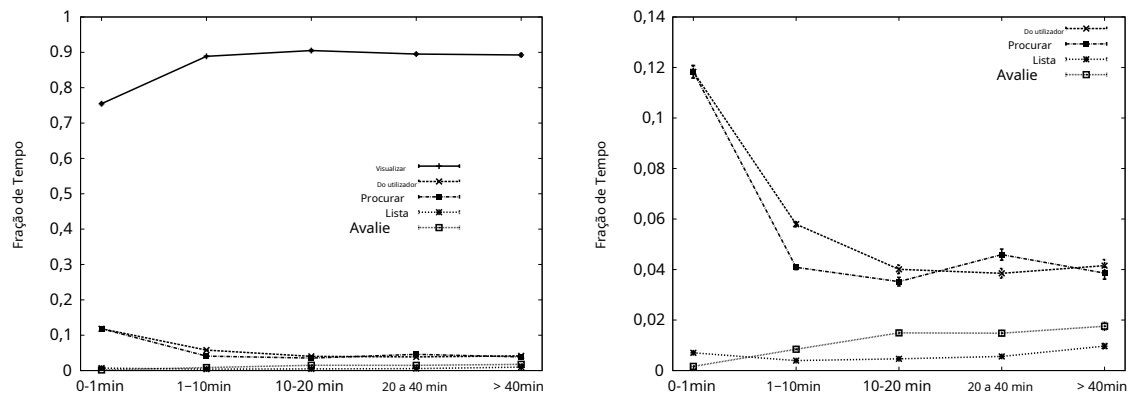 1
0,9
0,8
0,7
0,6
0,5
0,4
0,3
0,2
0,1
0
Fração de Tempo
Visualizar
Do utilizador
Procurar
Lista
Avalie
0-1min
1−10min
10-20 min
20 a 40 min
> 40min
0,14
0,12
0,1
0,08
0,06
0,04
0,02
0
Fração de Tempo
Do utilizador
Procurar
Lista
Avalie
0-1min
1−10min
10-20 min
20 a 40 min
> 40min